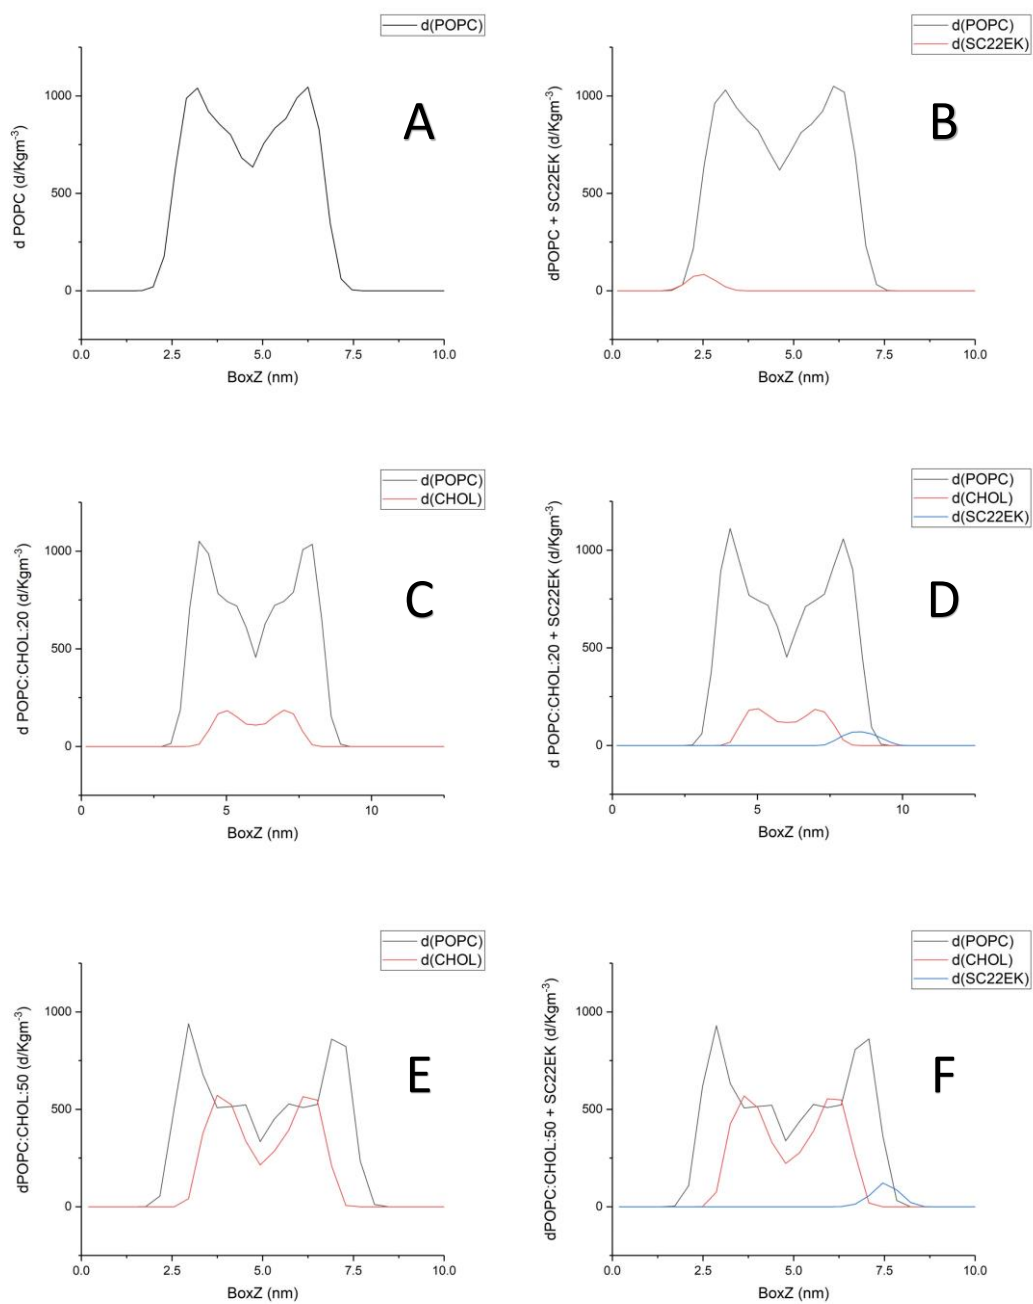 d(POPC)
1000
500
0
0.0 2.5 5.0 7.5 10.0
BoxZ (nm)
d POPC (d/Kgm-3)
A
d(POPC)
d(SC22EK)
1000
500
0
0.0 2.5 5.0 7.5 10.0
BoxZ (nm)
dPOPC + SC22EK (d/Kgm-3)
B
d(POPC)
d(CHOL)
1000
500
0
0 5 10
BoxZ (nm)
d POPC:CHOL:20 (d/Kgm-3)
C
d(POPC)
d(CHOL)
d(SC22EK)
1000
500
0
0.0 2.5 5 10
BoxZ (nm)
d POPC:CHOL:20 + SC22EK (d/Kgm-3)
D
d(POPC)
d(CHOL)
1000
500
0
0.0 2.5 5.0 7.5 10.0
BoxZ (nm)
dPOPC:CHOL:50 (d/Kgm-3)
E
d(POPC)
d(CHOL)
d(SC22EK)
1000
500
0
0.0 2.5 5.0 7.5 10.0
BoxZ (nm)
dPOPC:CHOL:50 + SC22EK (d/Kgm-3)
F